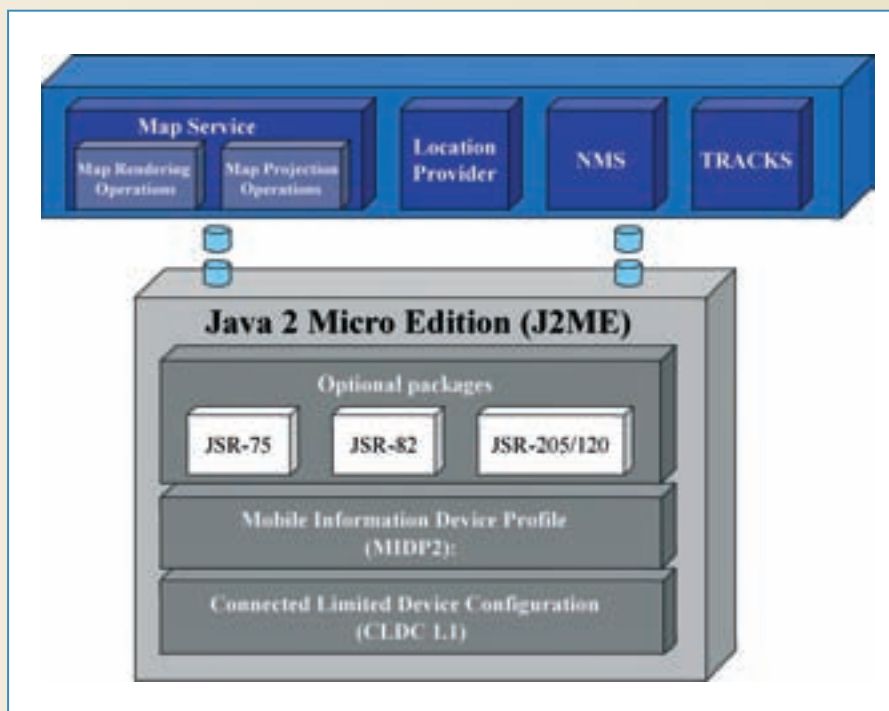 Map Service
Map Rendering
Operations
Map Projection
Operations
Location
Provider
NMS
TRACKS
Java 2 Micro Edition (J2ME)
Optional packages
JSR-75
JSR-82
JSR-205/120
Mobile Information Device Profile
(MIDP2):
Connected Limited Device Configuration
(CLDC 1.1)